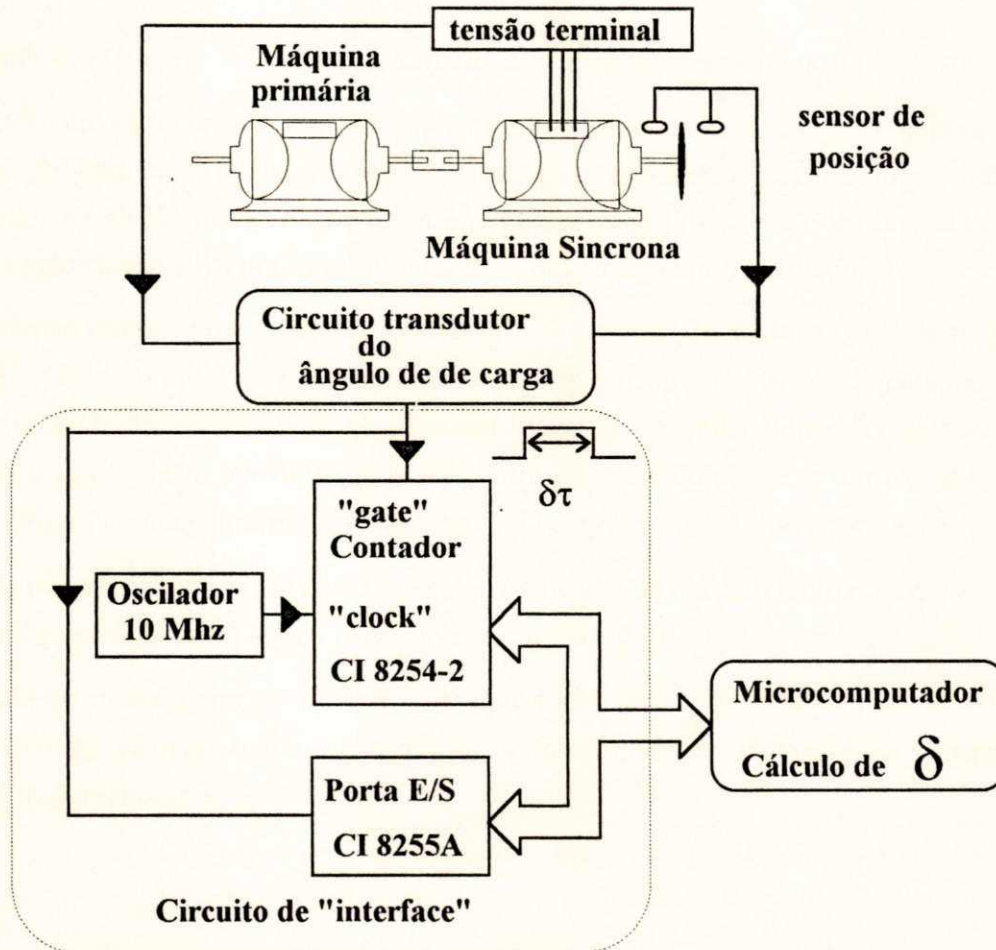 tensão terminal
Máquina
primária
sensor de
posição
Máquina Sincrona
Circuito transdutor
do
ângulo de de carga
"gate"
Contador
δτ
Oscilador
10 Mhz
"clock"
CI 8254-2
Microcomputador
Cálculo de δ
Porta E/S
CI 8255A
Circuito de "interface"